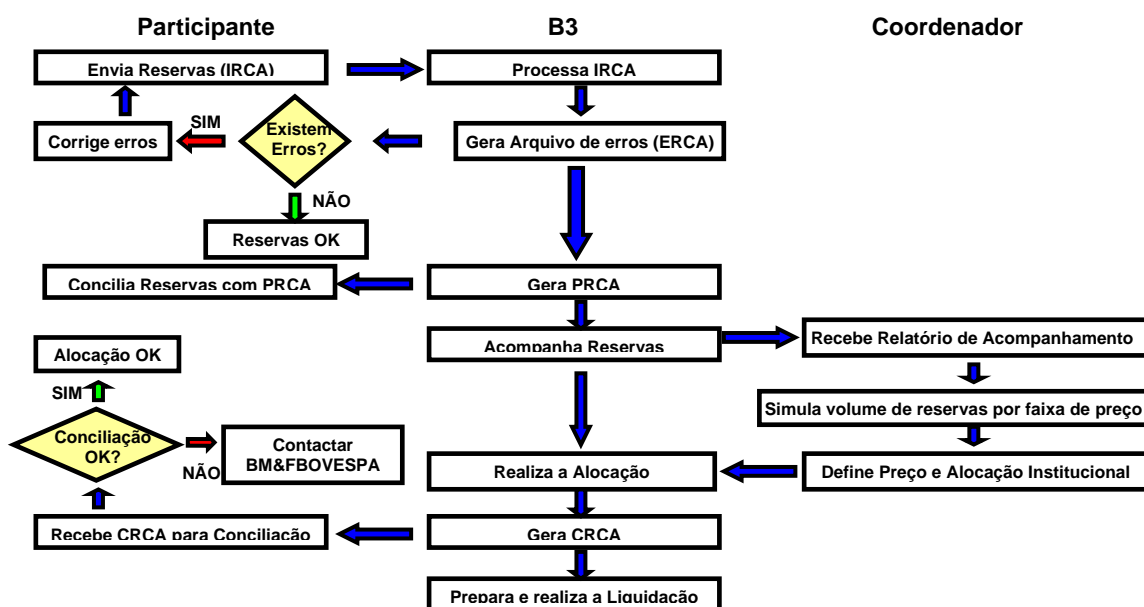 Participante
B3
Coordenador
Envia Reservas (IRCA)
Processa IRCA
SIM
Existem
Erros?
Corrige erros
Gera Arquivo de erros (ERCA)
NÃO
Reservas OK
Concilia Reservas com PRCA
Gera PRCA
Acompanha Reservas
Recebe Relatório de Acompanhamento
Alocação OK
SIM
Simula volume de reservas por faixa de preço
Conciliação
OK?
NÃO
Contactar
BM&FBOVESPA
Realiza a Alocação
Define Preço e Alocação Institucional
Recebe CRCA para Conciliação
Gera CRCA
Prepara e realiza a Liquidação